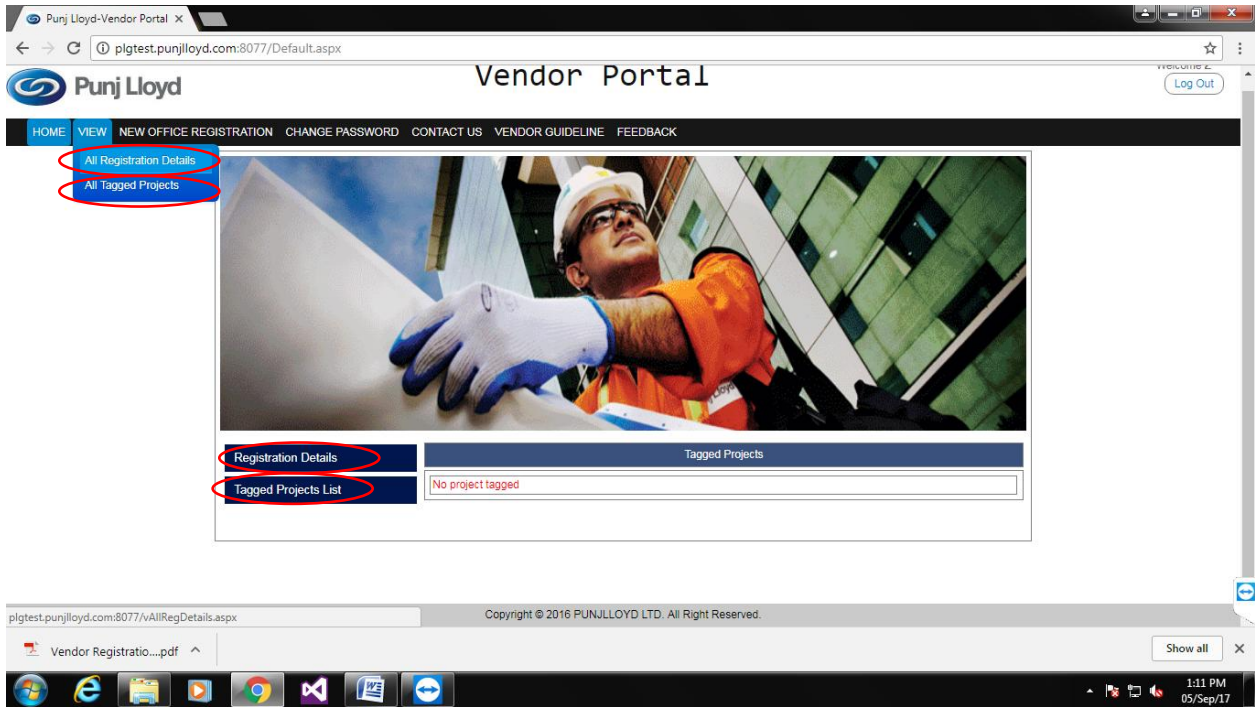 Punj Lloyd-Vendor Portal
plgtest.punjlloyd.com:8077/Default.aspx
Punj Lloyd
Vendor Portal
Welcome Z
Log Out
HOME VIEW NEW OFFICE REGISTRATION CHANGE PASSWORD CONTACT US VENDOR GUIDELINE FEEDBACK
All Registration Details
All Tagged Projects
Registration Details
Tagged Projects List
Tagged Projects
No project tagged
plgtest.punjlloyd.com:8077/vAllRegDetails.aspx
Copyright © 2016 PUNJLLOYD LTD. All Right Reserved.
Vendor Registratio....pdf
Show all
1:11 PM
05/Sep/17